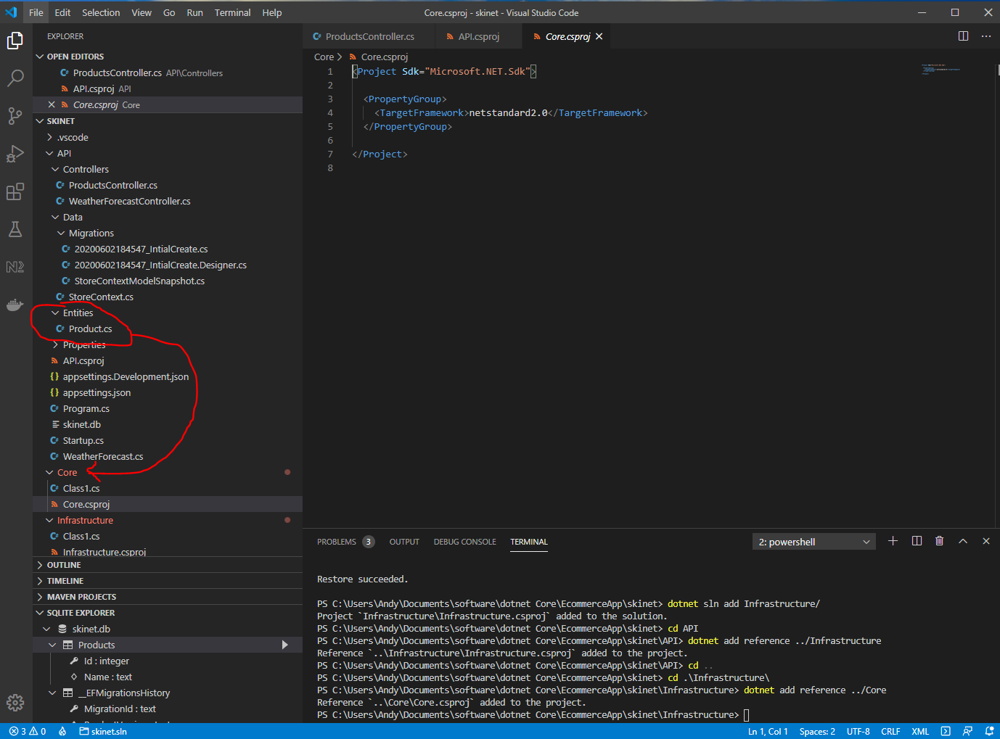 File Edit Selection View Go Run Terminal Help
Core.csproj - skinet - Visual Studio Code
EXPLORER
OPEN EDITORS
ProductsController.cs API\Controllers
API.csproj API
Core.csproj Core
SKINET
.vscode
API
Controllers
ProductsController.cs
WeatherForecastController.cs
Data
Migrations
20200602184547_IntialCreate.cs
20200602184547_IntialCreate.Designer.cs
StoreContextModelSnapshot.cs
StoreContext.cs
Entities
Product.cs
Properties
API.csproj
appsettings.Development.json
appsettings.json
Program.cs
skinet.db
Startup.cs
WeatherForecast.cs
Core
Class1.cs
Core.csproj
Infrastructure
Class1.cs
Infrastructure.csproj
OUTLINE
TIMELINE
MAVEN PROJECTS
SQLITE EXPLORER
skinet.db
Products
Id : integer
Name : text
__EFMigrationsHistory
MigrationId : text
ProductsController.cs API.csproj Core.csproj
Core > Core.csproj
1 <Project Sdk="Microsoft.NET.Sdk">
2
3 <PropertyGroup>
4 <TargetFramework>netstandard2.0</TargetFramework>
5 </PropertyGroup>
6
7 </Project>
8
PROBLEMS 3 OUTPUT DEBUG CONSOLE TERMINAL 2: powershell
Restore succeeded.
PS C:\Users\Andy\Documents\software\dotnet Core\EcommerceApp\skinet> dotnet sln add Infrastructure/
Project `Infrastructure\Infrastructure.csproj` added to the solution.
PS C:\Users\Andy\Documents\software\dotnet Core\EcommerceApp\skinet> cd API
PS C:\Users\Andy\Documents\software\dotnet Core\EcommerceApp\skinet\API> dotnet add reference ../Infrastructure
Reference `..\Infrastructure\Infrastructure.csproj` added to the project.
PS C:\Users\Andy\Documents\software\dotnet Core\EcommerceApp\skinet\API> cd ..
PS C:\Users\Andy\Documents\software\dotnet Core\EcommerceApp\skinet> cd .\Infrastructure\
PS C:\Users\Andy\Documents\software\dotnet Core\EcommerceApp\skinet\Infrastructure> dotnet add reference ../Core
Reference `..\Core\Core.csproj` added to the project.
PS C:\Users\Andy\Documents\software\dotnet Core\EcommerceApp\skinet\Infrastructure>
3 0 skinet.sln Ln 1, Col 1 Spaces: 2 UTF-8 CRLF XML